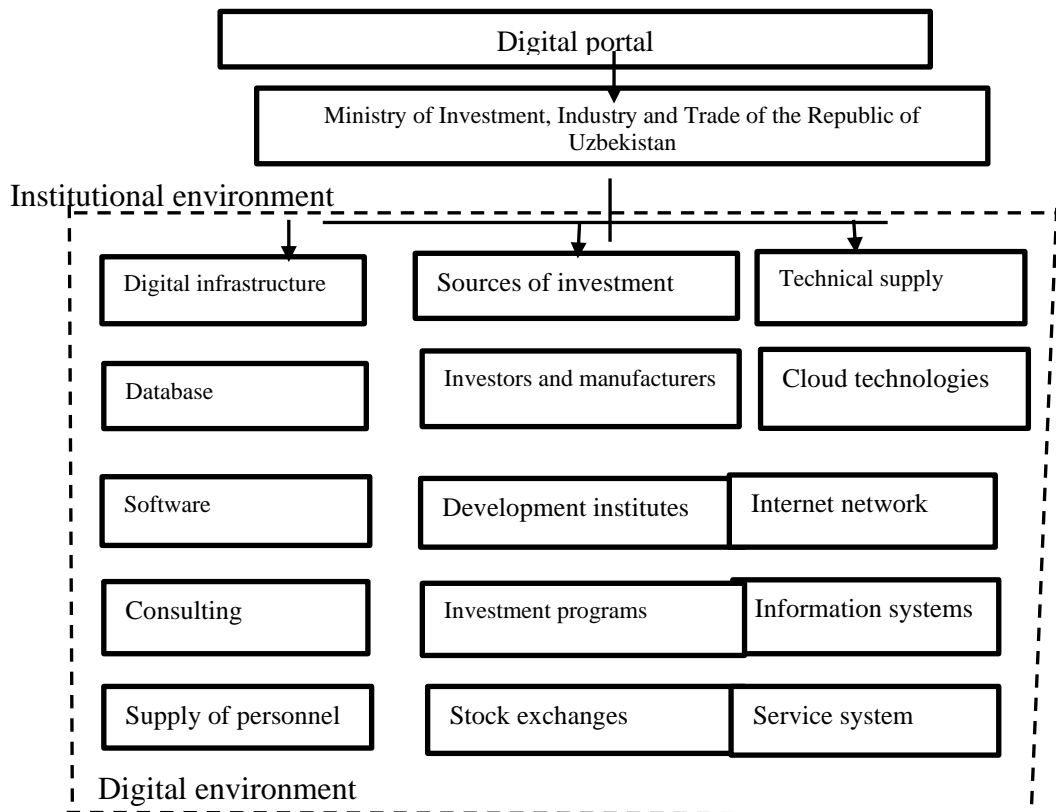 Digital portal
Ministry of Investment, Industry and Trade of the Republic of
Uzbekistan
Institutional environment
Digital infrastructure
Sources of investment
Technical supply
Database
Investors and manufacturers
Cloud technologies
Software
Development institutes
Internet network
Consulting
Investment programs
Information systems
Supply of personnel
Stock exchanges
Service system
Digital environment